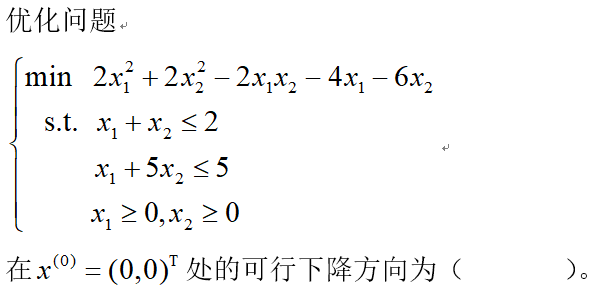 优化问题
min 2x₁² + 2x₂² − 2x₁x₂ − 4x₁ − 6x₂
s.t. x₁ + x₂ ≤ 2
x₁ + 5x₂ ≤ 5
x₁ ≥ 0, x₂ ≥ 0
在 x⁽⁰⁾ = (0,0)ᵀ 处的可行下降方向为（ ）。